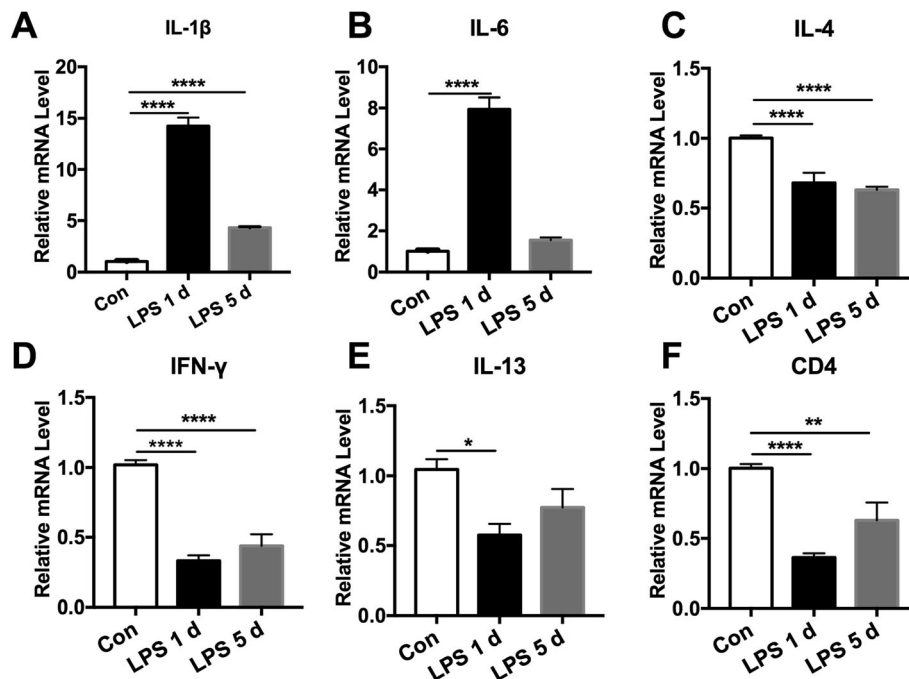 A
IL-1β
Relative mRNA Level
20
15
10
5
0
****
****
Con
LPS 1 d
LPS 5 d
B
IL-6
Relative mRNA Level
10
8
6
4
2
0
****
Con
LPS 1 d
LPS 5 d
C
IL-4
Relative mRNA Level
1.5
1.0
0.5
0.0
****
****
Con
LPS 1 d
LPS 5 d
D
IFN-γ
Relative mRNA Level
1.5
1.0
0.5
0.0
****
****
Con
LPS 1 d
LPS 5 d
E
IL-13
Relative mRNA Level
1.5
1.0
0.5
0.0
*
Con
LPS 1 d
LPS 5 d
F
CD4
Relative mRNA Level
1.5
1.0
0.5
0.0
**
****
Con
LPS 1 d
LPS 5 d